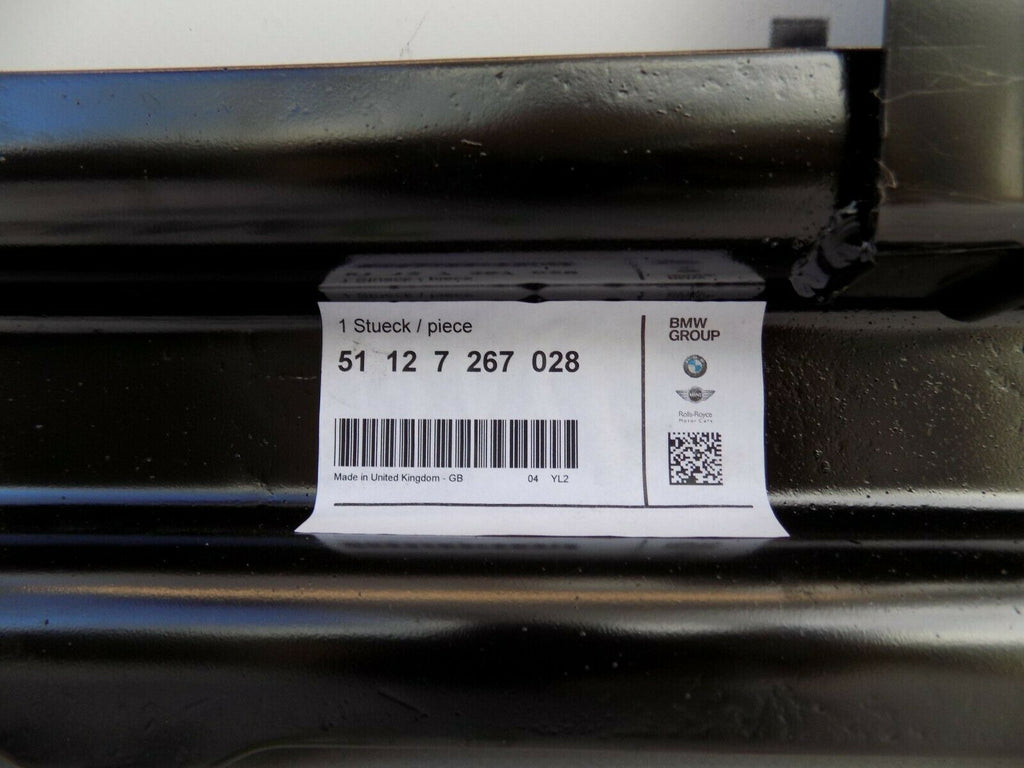 1 Stueck / piece
51 12 7 267 028
Made in United Kingdom - GB 04 YL2
BMW
GROUP
MINI
Rolls-Royce
Motor Cars